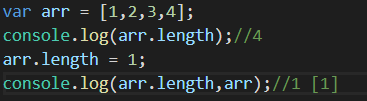 var arr = [1,2,3,4];
console.log(arr.length);//4
arr.length = 1;
console.log(arr.length,arr);//1 [1]